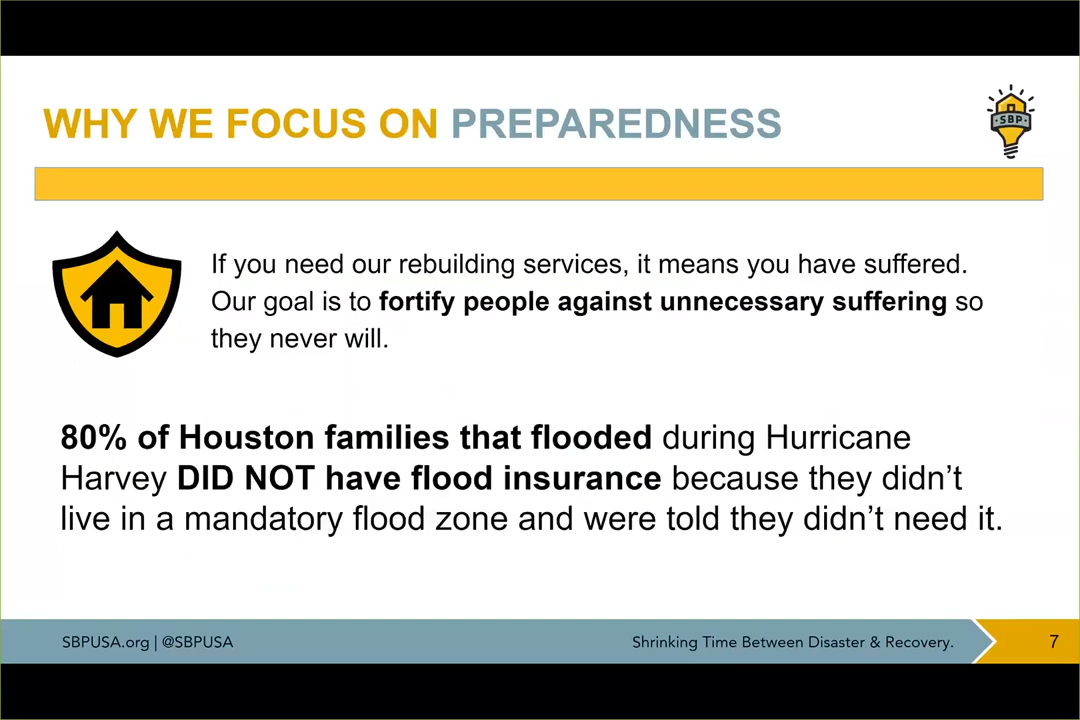 WHY WE FOCUS ON PREPAREDNESS
SBP
If you need our rebuilding services, it means you have suffered.
Our goal is to fortify people against unnecessary suffering so
they never will.
80% of Houston families that flooded during Hurricane
Harvey DID NOT have flood insurance because they didn’t
live in a mandatory flood zone and were told they didn’t need it.
SBPUSA.org | @SBPUSA
Shrinking Time Between Disaster & Recovery.
7